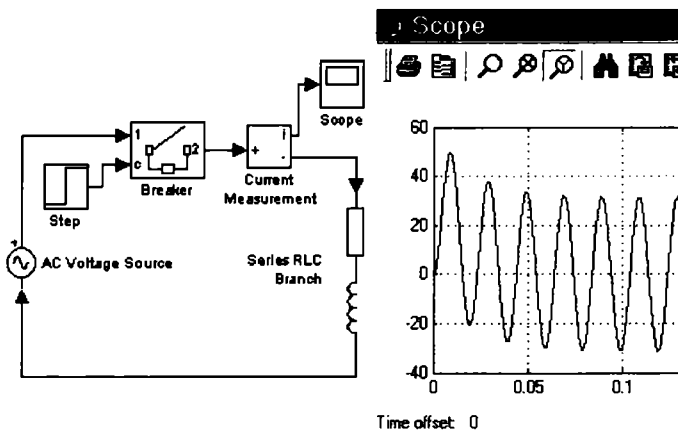 Scope
Scope
1
2
c
Breaker
+
i
-
Current
Measurement
Step
+
AC Voltage Source
Series RLC
Branch
60
40
20
0
-20
-40
0
0.05
0.1
Time offset: 0